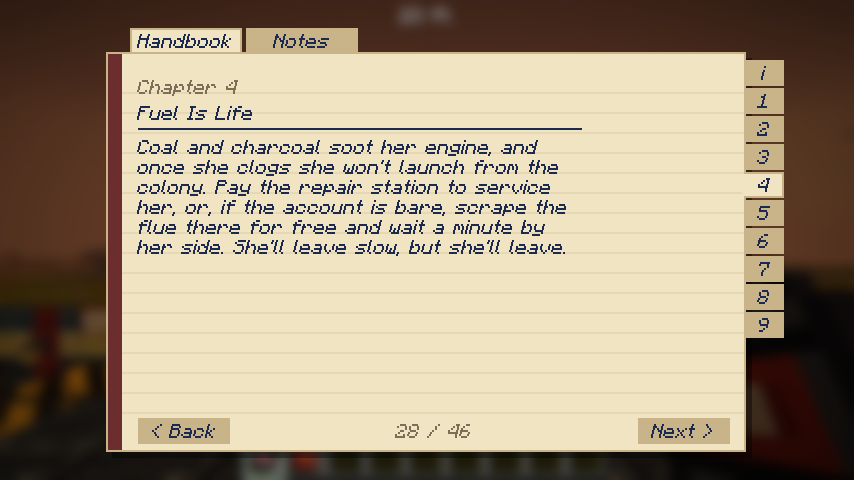 Handbook
Notes
Chapter 4
Fuel Is Life
Coal and charcoal soot her engine, and
once she clogs she won't launch from the
colony. Pay the repair station to service
her, or, if the account is bare, scrape the
flue there for free and wait a minute by
her side. She'll leave slow, but she'll leave.
< Back
28 / 46
Next >
i
1
2
3
4
5
6
7
8
9